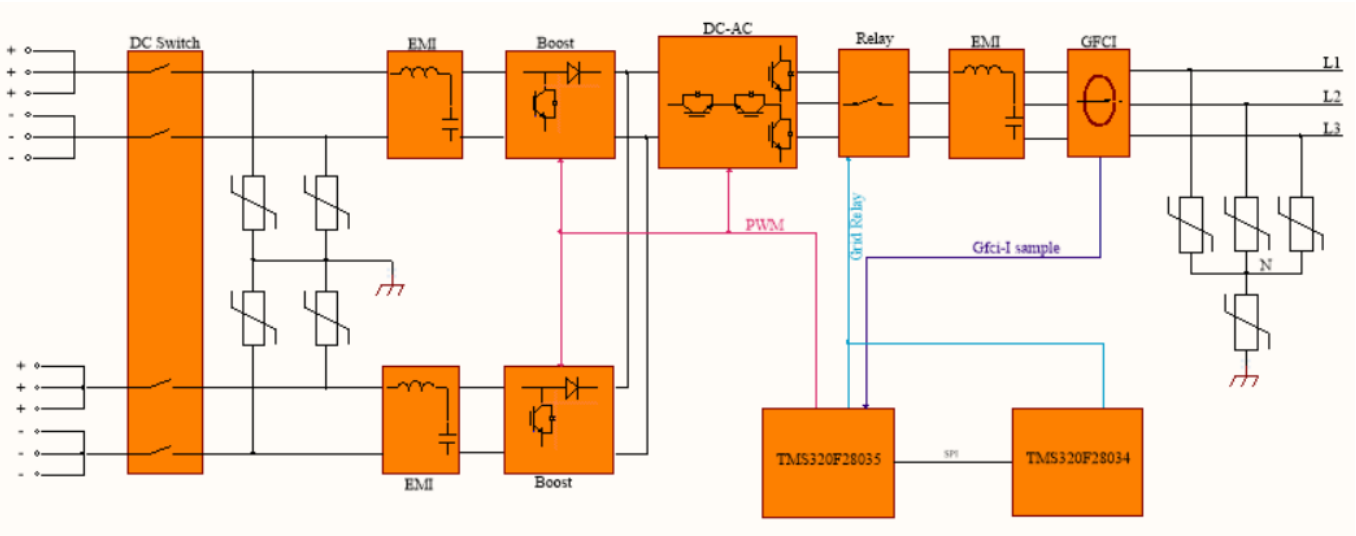 DC Switch
EMI
Boost
DC-AC
Relay
EMI
GFCI
+
+
+
-
-
-
L1
L2
L3
PWM
Grid Relay
Gfci-I sample
N
+
+
+
-
-
-
TMS320F28035
SPI
TMS320F28034
EMI
Boost